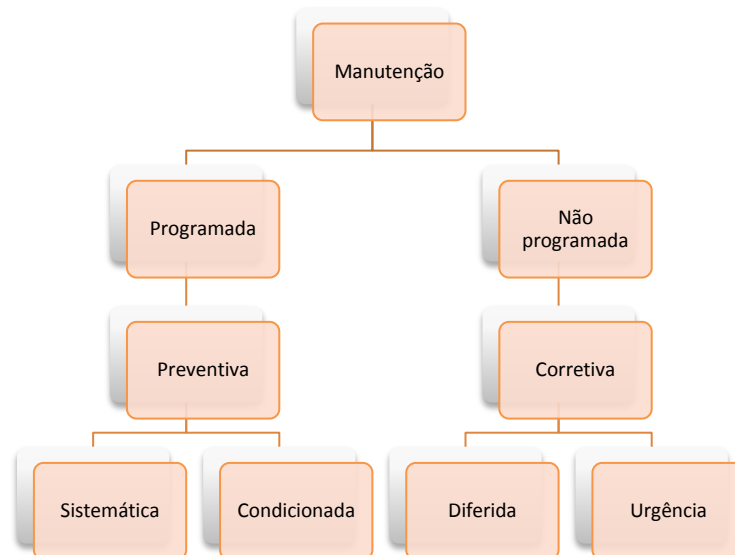 Manutenção
Programada
Não
programada
Preventiva
Corretiva
Sistemática
Condicionada
Diferida
Urgência